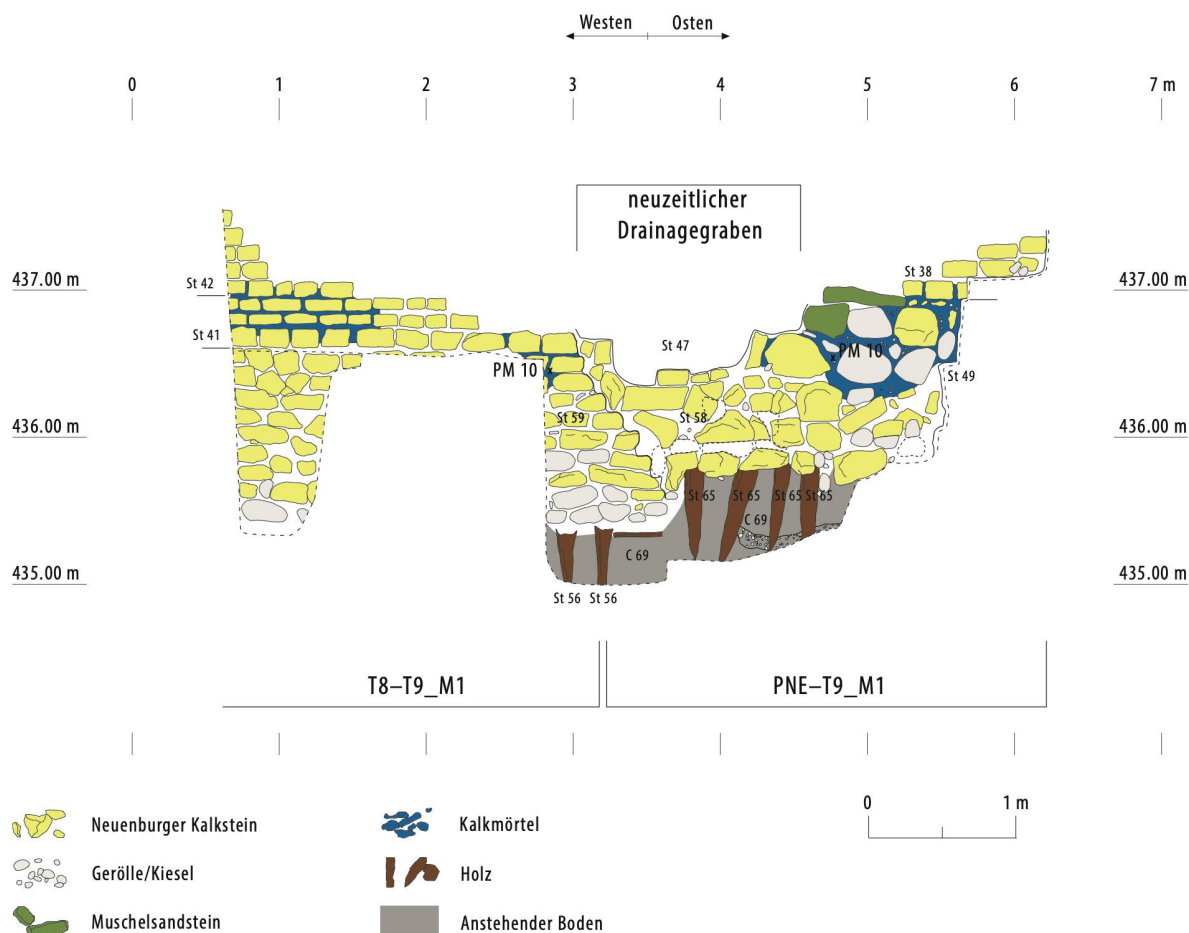 Westen Osten
0 1 2 3 4 5 6 7 m
neuzeitlicher
Drainagegraben
437.00 m St 42 St 38 437.00 m
St 41
St 47
PM 10 PM 10
St 49
St 59 St 58
436.00 m 436.00 m
St 65 St 65 St 65 St 65
C 69
C 69
435.00 m 435.00 m
St 56 St 56
T8–T9_M1 PNE–T9_M1
0 1 m
Neuenburger Kalkstein Kalkmörtel
Gerölle/Kiesel Holz
Muschelsandstein Anstehender Boden